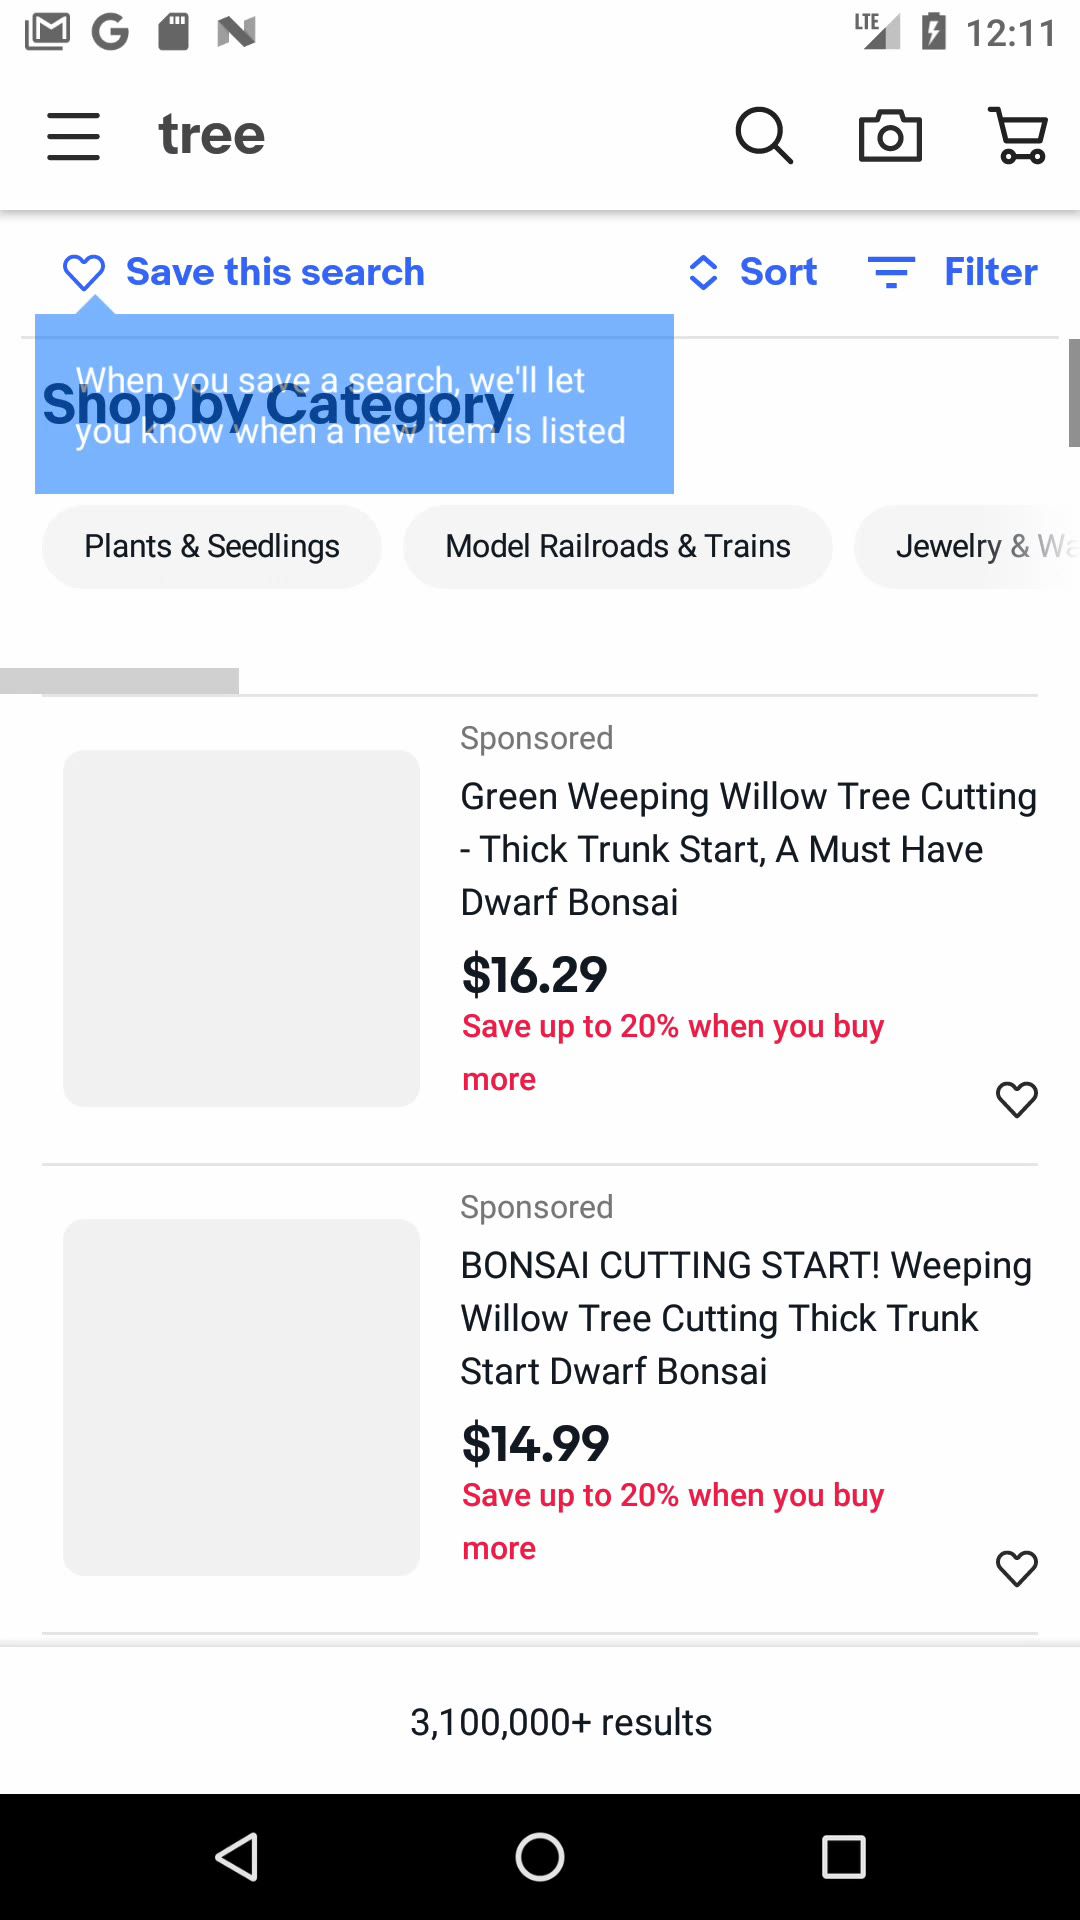 LTE 12:11
tree
Save this search Sort Filter
When you save a search, we'll let
Shop by Category
you know when a new item is listed
Plants & Seedlings Model Railroads & Trains Jewelry &
Sponsored
Green Weeping Willow Tree Cutting
- Thick Trunk Start, A Must Have
Dwarf Bonsai
$16.29
Save up to 20% when you buy
more
Sponsored
BONSAI CUTTING START! Weeping
Willow Tree Cutting Thick Trunk
Start Dwarf Bonsai
$14.99
Save up to 20% when you buy
more
3,100,000+ results